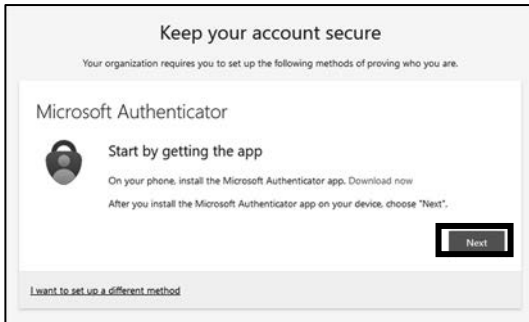 Keep your account secure
Your organization requires you to set up the following methods of proving who you are.
Microsoft Authenticator
Start by getting the app
On your phone, install the Microsoft Authenticator app. Download now
After you install the Microsoft Authenticator app on your device, choose "Next".
Next
I want to set up a different method